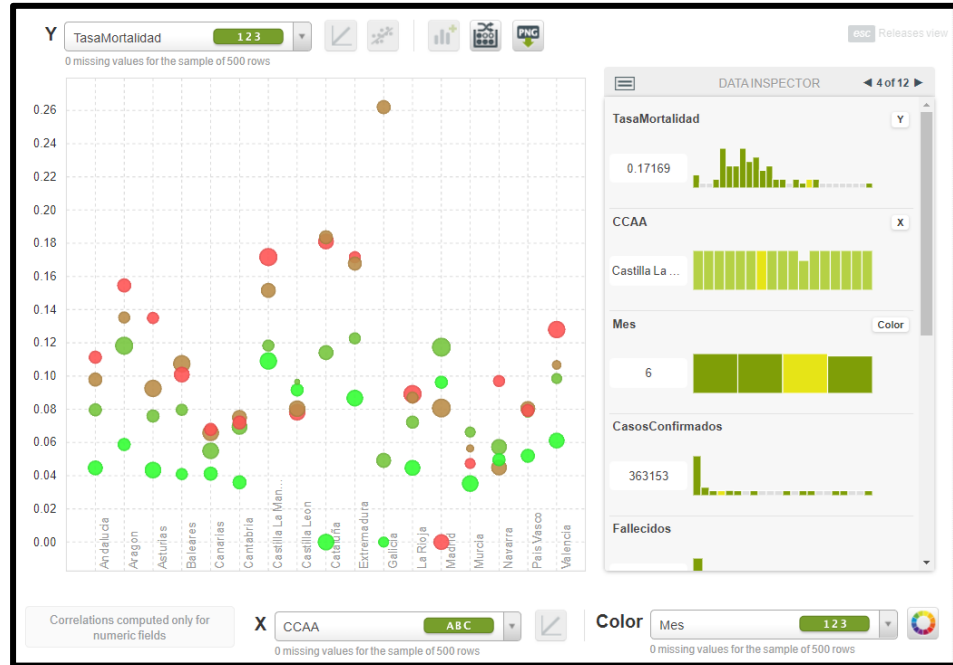 Y TasaMortalidad 123 PNG esc Releases view
0 missing values for the sample of 500 rows
DATA INSPECTOR ◀ 4 of 12 ▶
TasaMortalidad Y
0.17169
CCAA X
Castilla La ...
Mes Color
6
CasosConfirmados
363153
Fallecidos
0.26
0.24
0.22
0.20
0.18
0.16
0.14
0.12
0.10
0.08
0.06
0.04
0.02
0.00
Andalucía
Aragon
Asturias
Baleares
Canarias
Cantabria
Castilla La Man...
Castilla Leon
Cataluña
Extremadura
Galicia
La Rioja
Madrid
Murcia
Navarra
Pais Vasco
Valencia
Correlations computed only for
numeric fields
X CCAA ABC
0 missing values for the sample of 500 rows
Color Mes 123
0 missing values for the sample of 500 rows